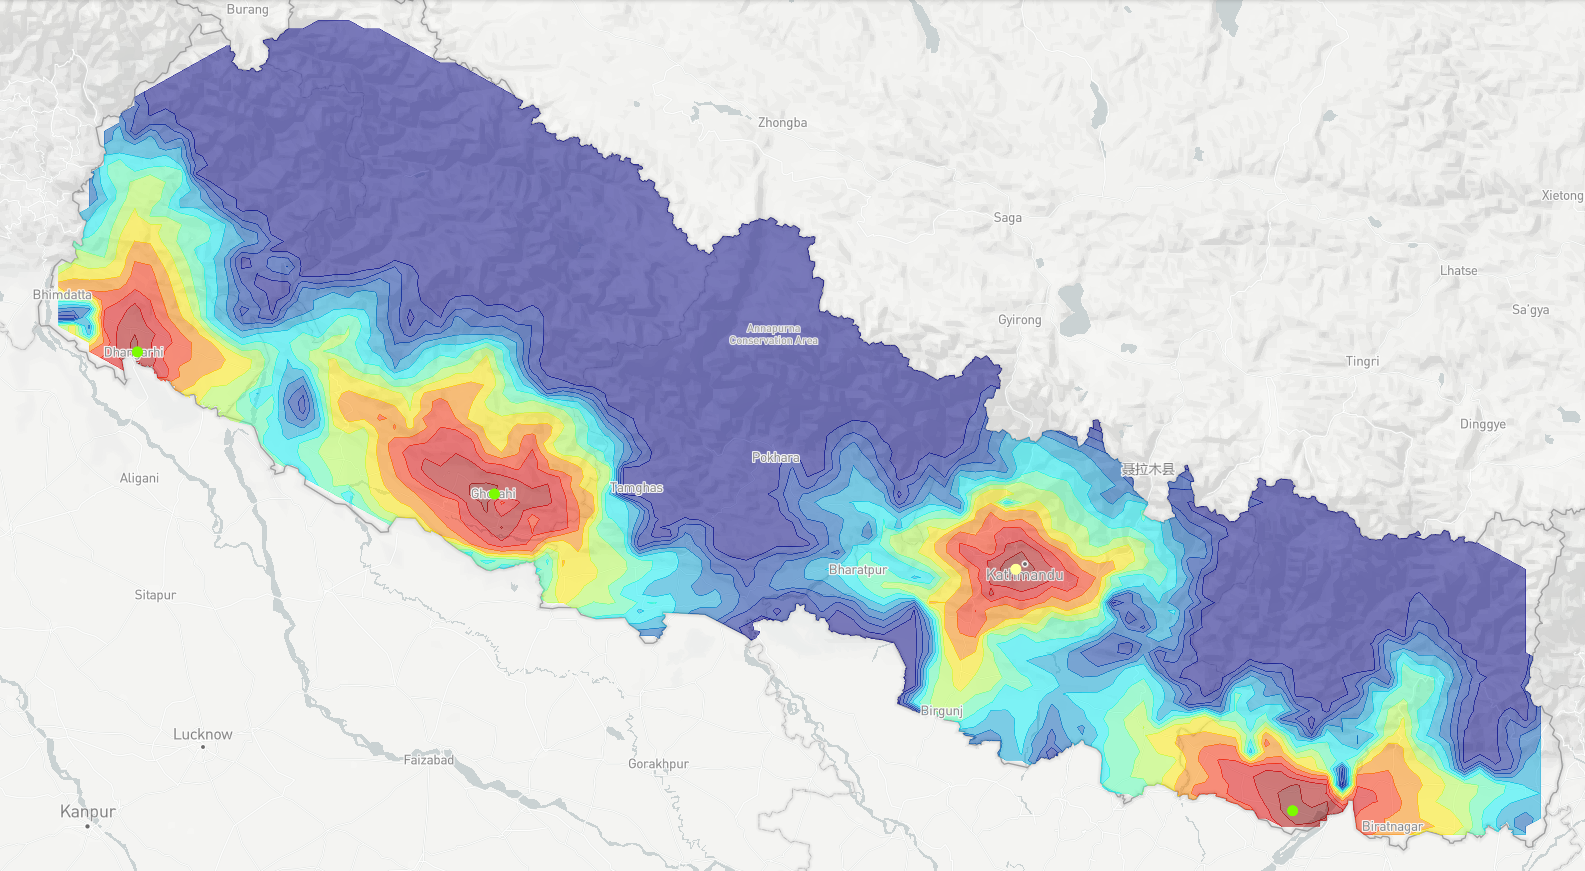 Burang
Zhongba
Xietong
Saga
Lhatse
Bhimdatta
Sa'gya
Gyirong
Annapurna
Conservation Area
Dhangarhi
Tingri
Dinggye
Pokhara
聂拉木县
Aligani
Tamghas
Ghorahi
Bharatpur
Kathmandu
Sitapur
Birgunj
Lucknow
Faizabad
Gorakhpur
Kanpur
Biratnagar